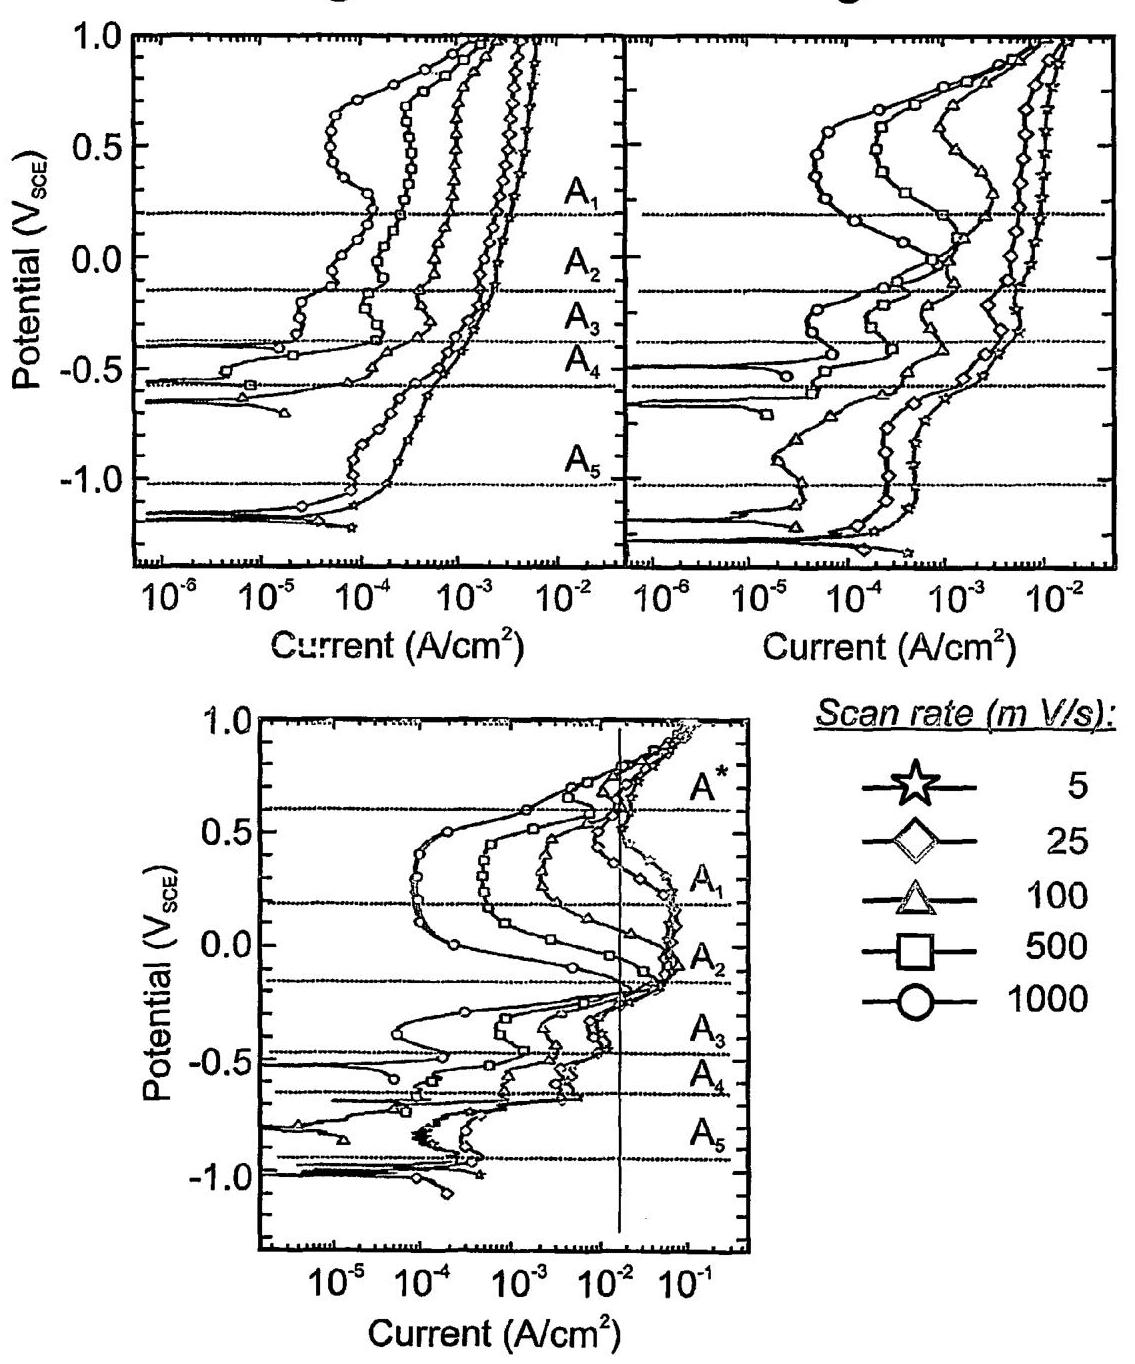 1.0
0.5
0.0
-0.5
-1.0
Potential (V_SCE)
A₁
A₂
A₃
A₄
A₅
10⁻⁶ 10⁻⁵ 10⁻⁴ 10⁻³ 10⁻²
Current (A/cm²)
10⁻⁶ 10⁻⁵ 10⁻⁴ 10⁻³ 10⁻²
Current (A/cm²)
1.0
0.5
0.0
-0.5
-1.0
Potential (V_SCE)
A*
A₁
A₂
A₃
A₄
A₅
10⁻⁵ 10⁻⁴ 10⁻³ 10⁻² 10⁻¹
Current (A/cm²)
Scan rate (m V/s):
5
25
100
500
1000